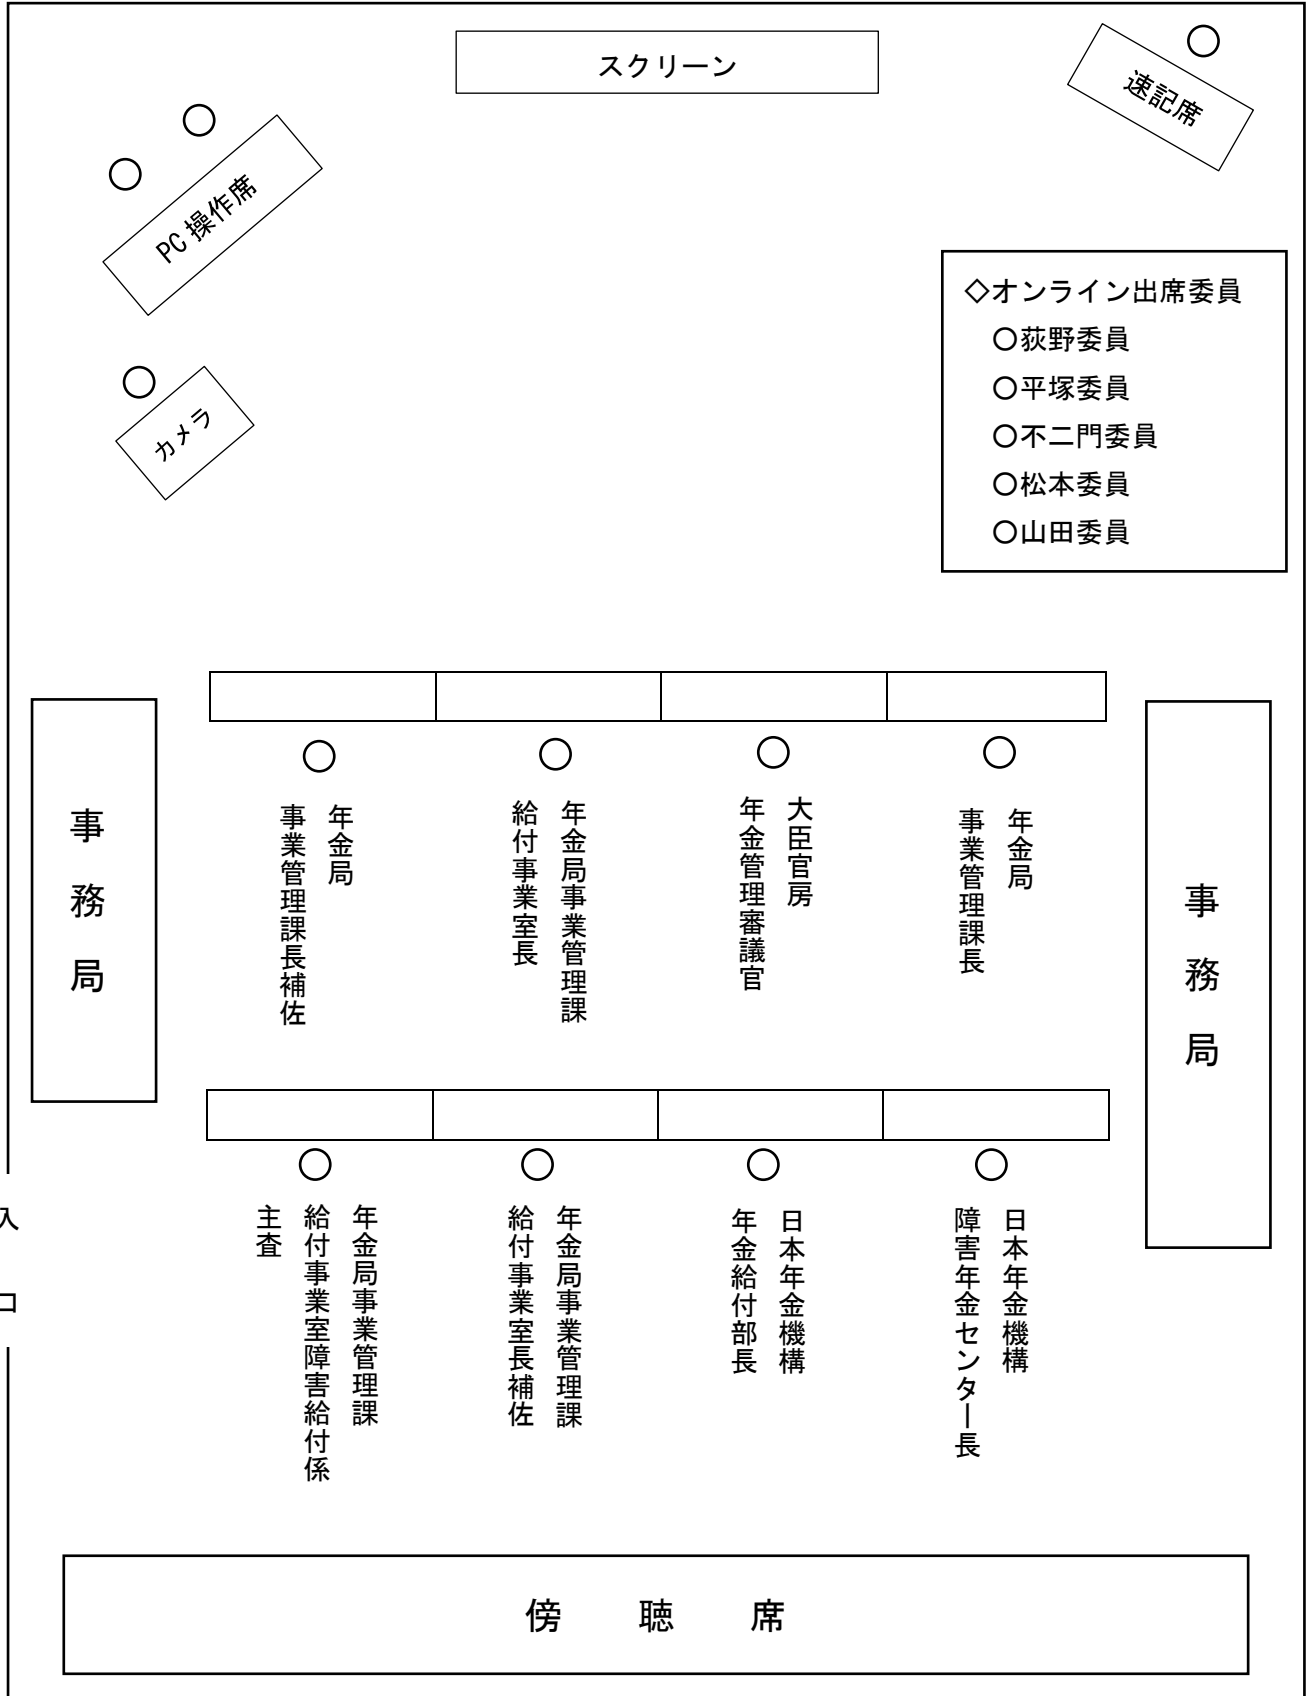 スクリーン
速記席
PC操作席
カメラ
◇オンライン出席委員
○荻野委員
○平塚委員
○不二門委員
○松本委員
○山田委員
事務局
年金局
事業管理課長補佐
年金局事業管理課
給付事業室長
大臣官房
年金管理審議官
年金局
事業管理課長
事務局
入口
年金局事業管理課
給付事業室障害給付係
主査
年金局事業管理課
給付事業室長補佐
日本年金機構
年金給付部長
日本年金機構
障害年金センター長
傍聴席